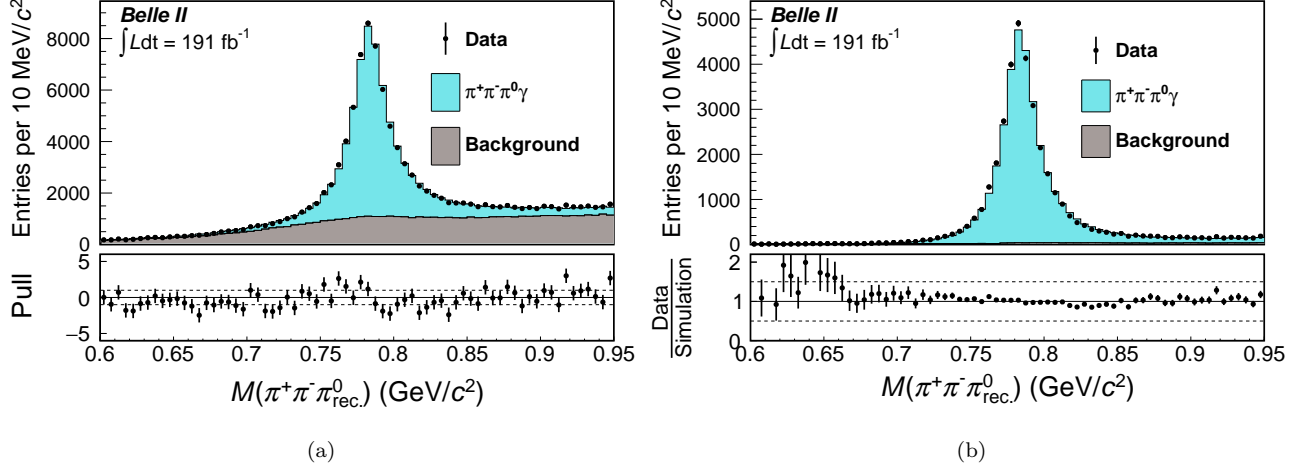 Belle II
∫Ldt = 191 fb⁻¹
Data
π⁺π⁻π⁰γ
Background
Entries per 10 MeV/c²
8000
6000
4000
2000
0
Pull
5
0
−5
0.6 0.65 0.7 0.75 0.8 0.85 0.9 0.95
M(π⁺π⁻π⁰rec.) (GeV/c²)
(a)
Belle II
∫Ldt = 191 fb⁻¹
Data
π⁺π⁻π⁰γ
Background
Entries per 10 MeV/c²
5000
4000
3000
2000
1000
0
Data
Simulation
2
1
0
0.6 0.65 0.7 0.75 0.8 0.85 0.9 0.95
M(π⁺π⁻π⁰rec.) (GeV/c²)
(b)